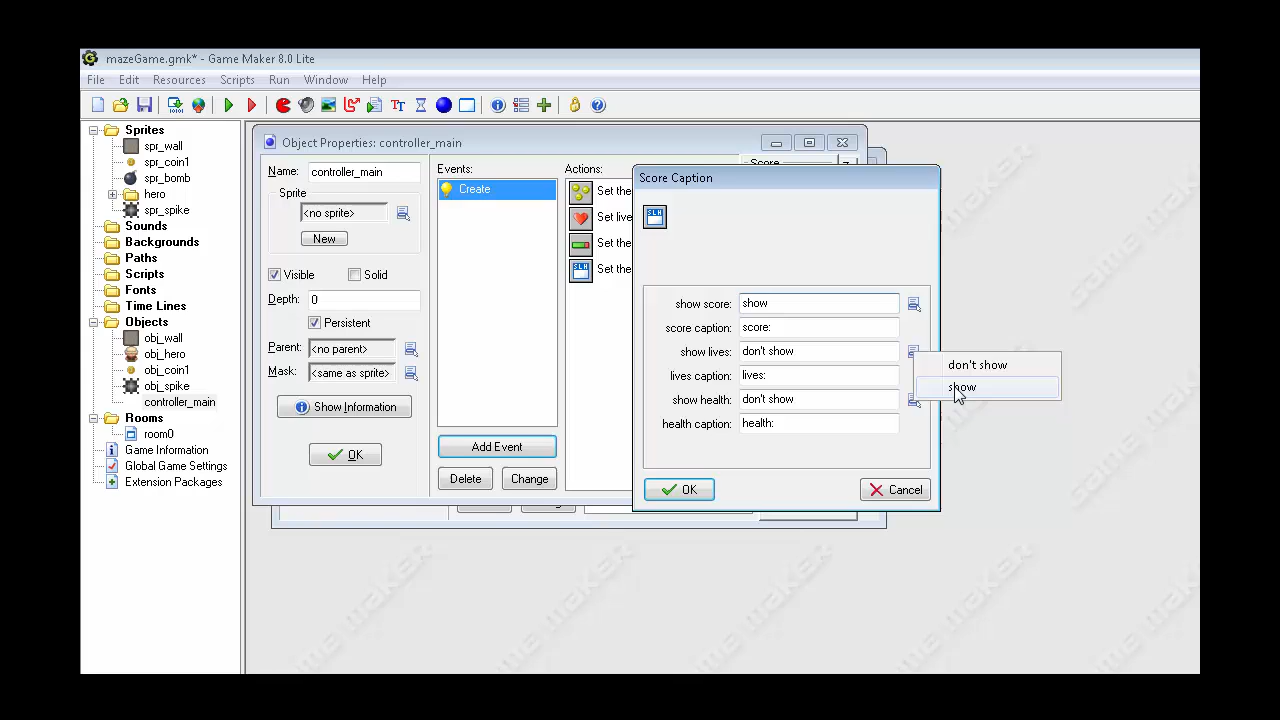 mazeGame.gmk* - Game Maker 8.0 Lite
File Edit Resources Scripts Run Window Help
Sprites
spr_wall
spr_coin1
spr_bomb
hero
spr_spike
Sounds
Backgrounds
Paths
Scripts
Fonts
Time Lines
Objects
obj_wall
obj_hero
obj_coin1
obj_spike
controller_main
Rooms
room0
Game Information
Global Game Settings
Extension Packages
Object Properties: controller_main
Name: controller_main
Sprite
<no sprite>
New
Visible Solid
Depth: 0
Persistent
Parent: <no parent>
Mask: <same as sprite>
Show Information
OK
Events:
Create
Add Event
Delete Change
Actions:
Set the
Set live
Set the
Set the
Score
Score Caption
show score: show
score caption: score:
show lives: don't show
lives caption: lives:
show health: don't show
health caption: health:
OK Cancel
don't show
show